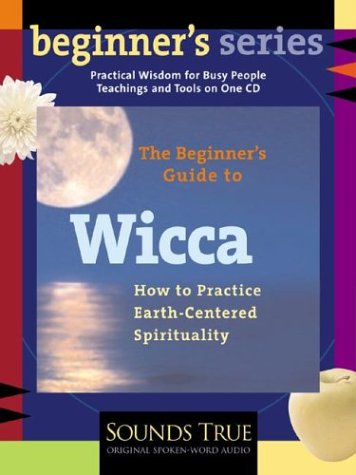 beginner's series
Practical Wisdom for Busy People
Teachings and Tools on One CD
The Beginner's
Guide to
Wicca
How to Practice
Earth-Centered
Spirituality
SOUNDS TRUE
ORIGINAL SPOKEN-WORD AUDIO